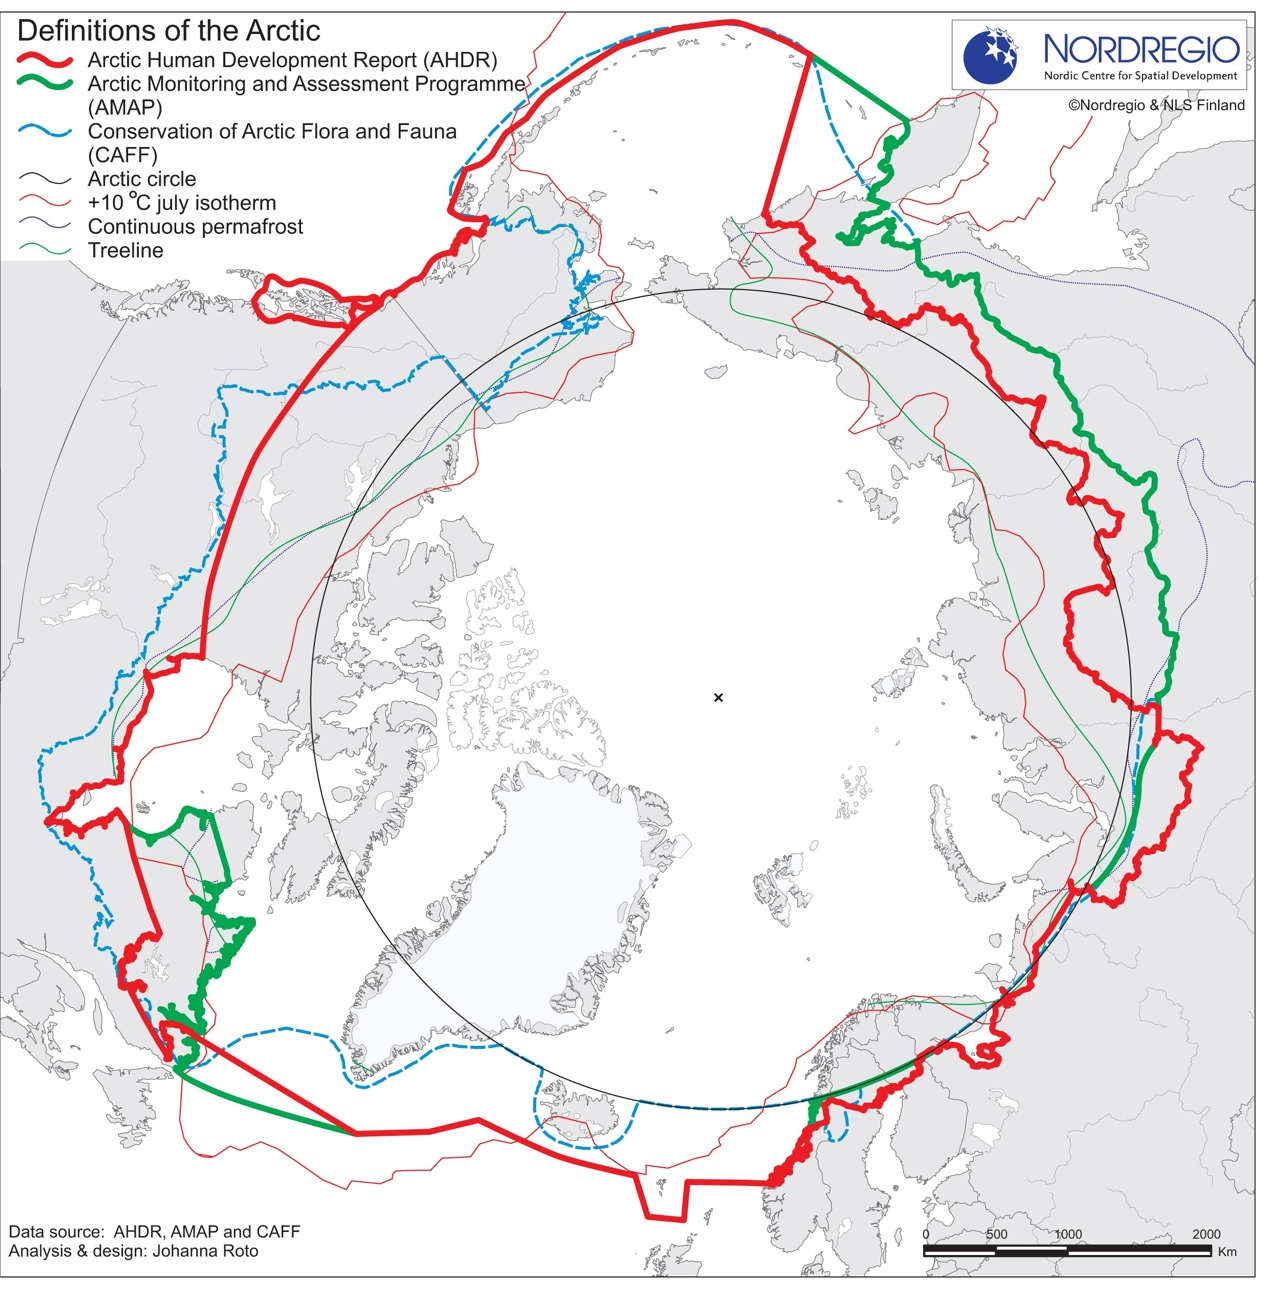 Definitions of the Arctic
Arctic Human Development Report (AHDR)
Arctic Monitoring and Assessment Programme
(AMAP)
Conservation of Arctic Flora and Fauna
(CAFF)
Arctic circle
+10 °C july isotherm
Continuous permafrost
Treeline
NORDREGIO
Nordic Centre for Spatial Development
©Nordregio & NLS Finland
Data source: AHDR, AMAP and CAFF
Analysis & design: Johanna Roto
0 500 1000 2000
Km